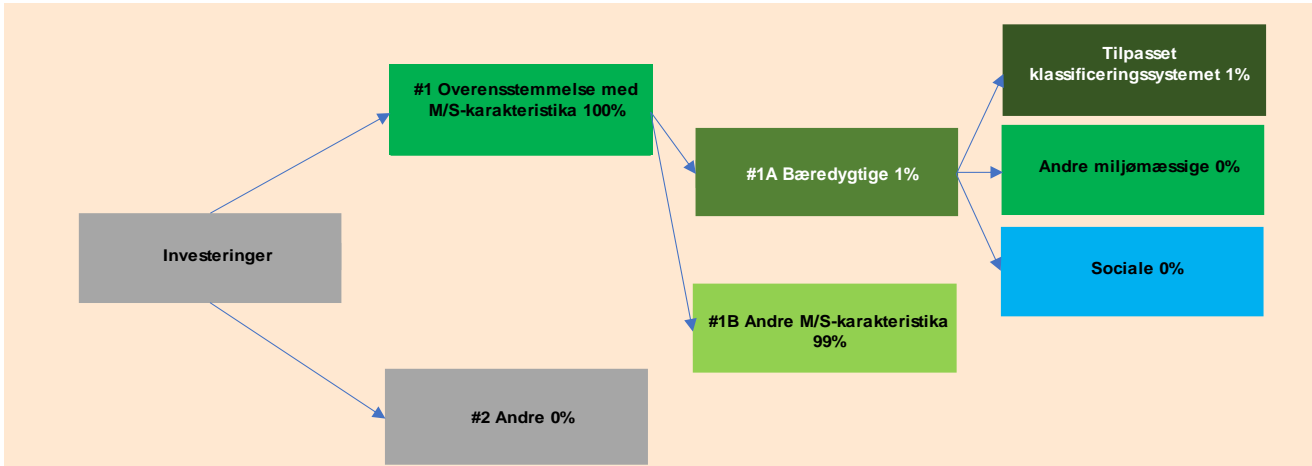 Investeringer
#1 Overensstemmelse med
M/S-karakteristika 100%
#2 Andre 0%
#1A Bæredygtige 1%
#1B Andre M/S-karakteristika
99%
Tilpasset
klassificeringssystemet 1%
Andre miljømæssige 0%
Sociale 0%